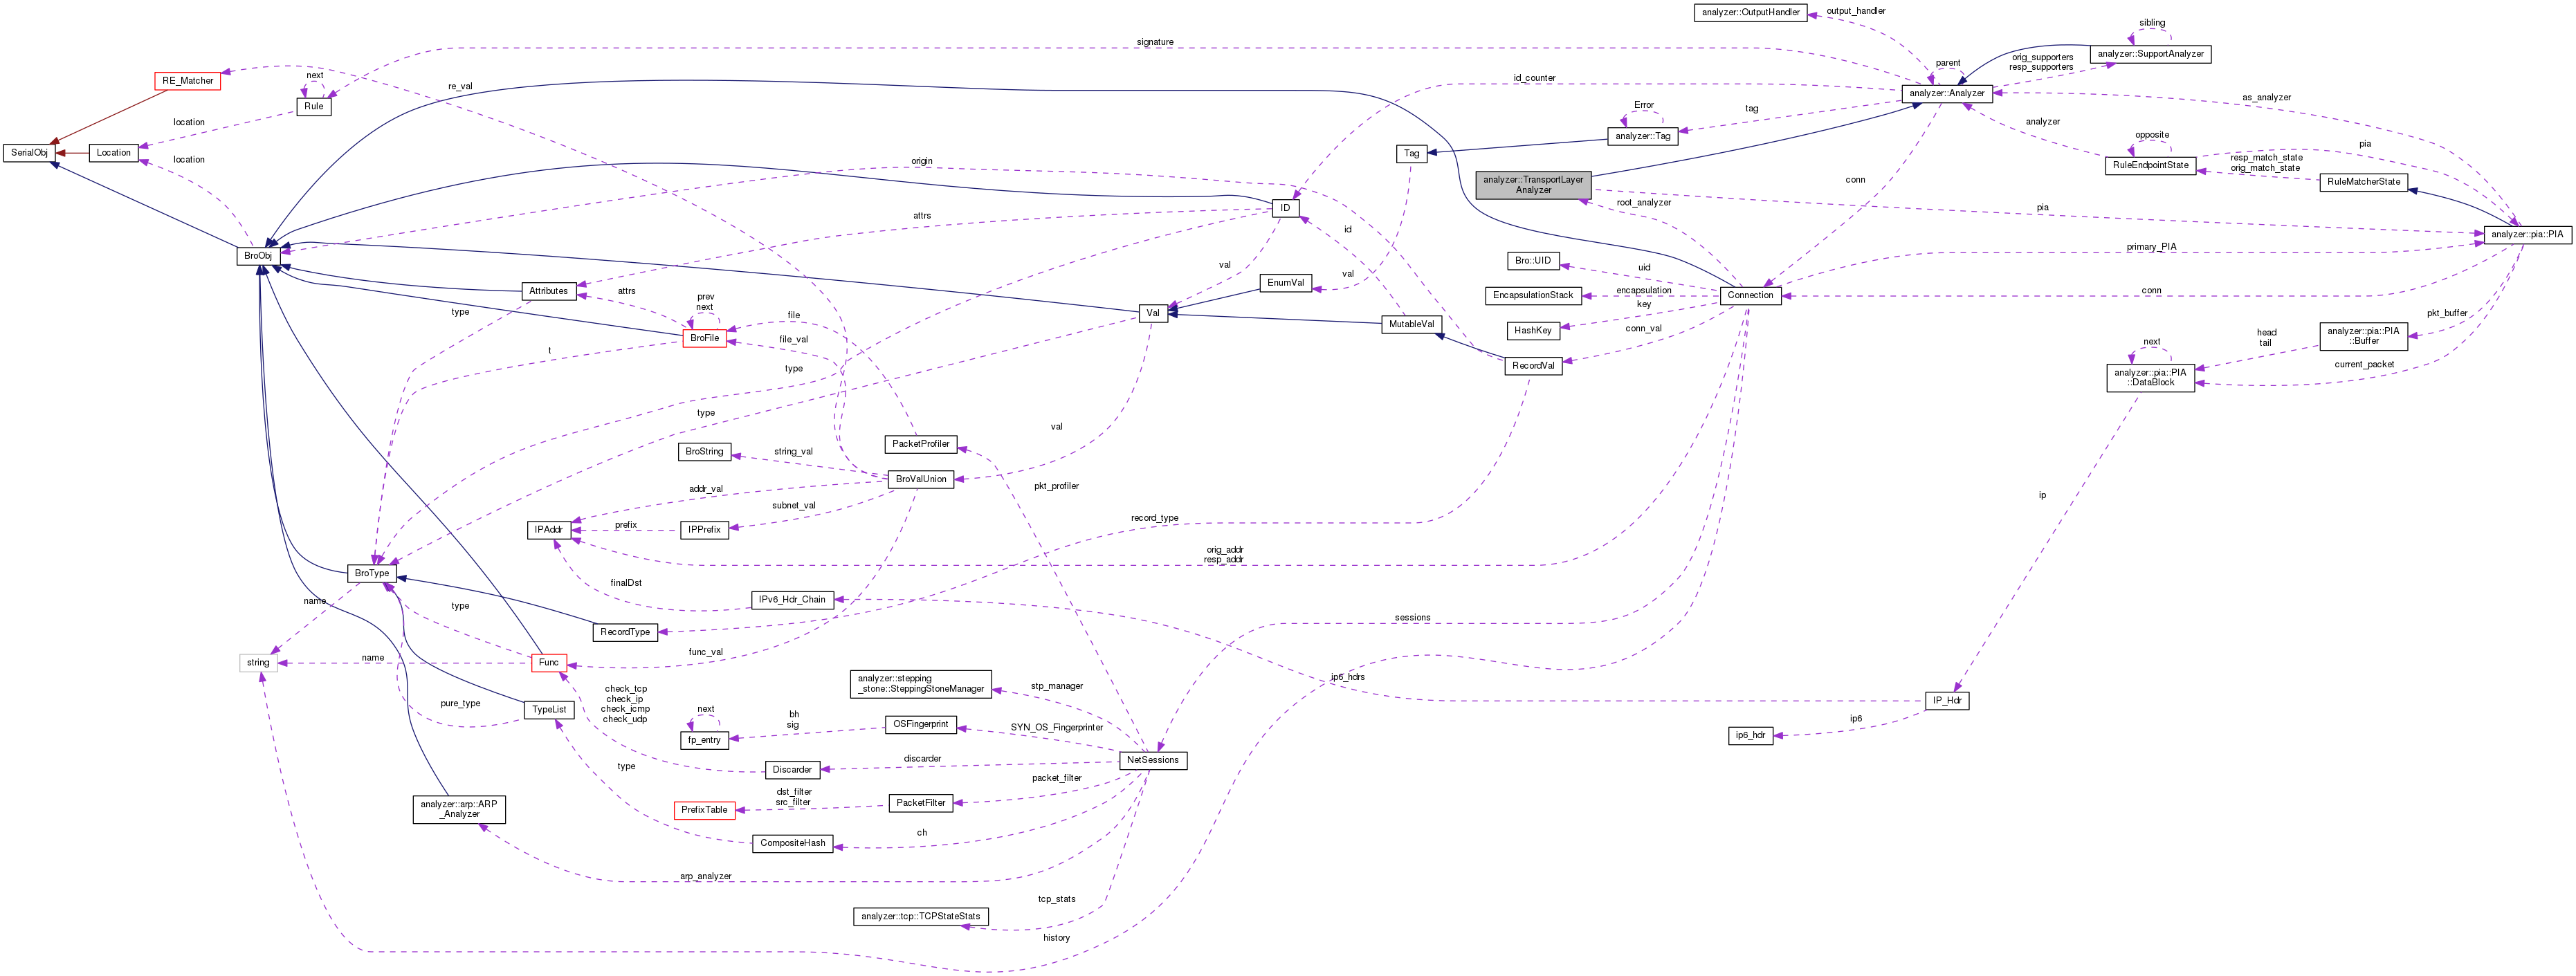 analyzer::OutputHandler
output_handler
sibling
analyzer::SupportAnalyzer
signature
orig_supporters
resp_supporters
parent
RE_Matcher
next
re_val
id_counter
analyzer::Analyzer
as_analyzer
Rule
Error
tag
location
analyzer
analyzer::Tag
opposite
pia
SerialObj
Location
Tag
location
origin
RuleEndpointState
resp_match_state
orig_match_state
RuleMatcherState
analyzer::TransportLayer
Analyzer
conn
root_analyzer
pia
ID
attrs
id
analyzer::pia::PIA
primary_PIA
BroObj
Bro::UID
uid
val
val
EnumVal
Attributes
attrs
EncapsulationStack
encapsulation
Connection
conn
prev
next
key
type
file
Val
MutableVal
HashKey
conn_val
pkt_buffer
BroFile
file_val
t
analyzer::pia::PIA
::Buffer
head
tail
next
RecordVal
type
current_packet
analyzer::pia::PIA
::DataBlock
type
val
PacketProfiler
BroString
string_val
BroValUnion
pkt_profiler
addr_val
ip
subnet_val
record_type
IPAddr
prefix
IPPrefix
orig_addr
resp_addr
BroType
finalDst
name
type
IPv6_Hdr_Chain
sessions
RecordType
func_val
string
name
Func
ip6_hdrs
analyzer::stepping
_stone::SteppingStoneManager
stp_manager
check_tcp
check_ip
check_icmp
check_udp
pure_type
TypeList
next
bh
sig
OSFingerprint
SYN_OS_Fingerprinter
IP_Hdr
ip6
ip6_hdr
fp_entry
NetSessions
discarder
type
Discarder
packet_filter
dst_filter
src_filter
analyzer::arp::ARP
_Analyzer
PrefixTable
PacketFilter
ch
CompositeHash
arp_analyzer
tcp_stats
analyzer::tcp::TCPStateStats
history